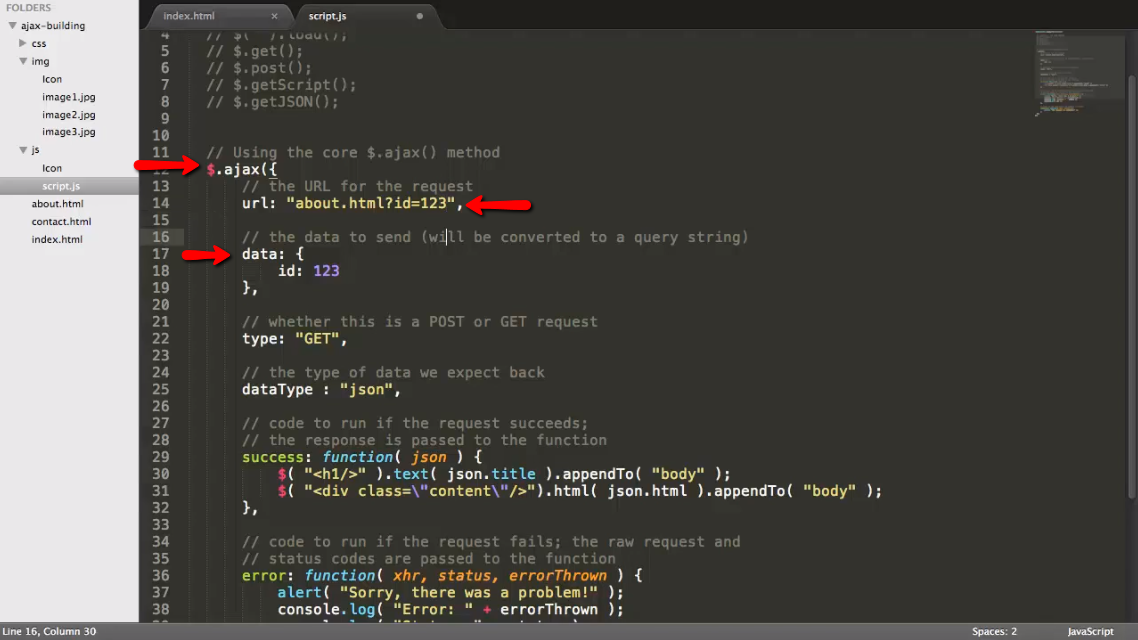 FOLDERS
ajax-building
css
img
Icon
image1.jpg
image2.jpg
image3.jpg
js
Icon
script.js
about.html
contact.html
index.html
index.html ×
script.js
4 // $(" ").load();
5 // $.get();
6 // $.post();
7 // $.getScript();
8 // $.getJSON();
9
10
11 // Using the core $.ajax() method
12 $.ajax({
13 // the URL for the request
14 url: "about.html?id=123",
15
16 // the data to send (will be converted to a query string)
17 data: {
18 id: 123
19 },
20
21 // whether this is a POST or GET request
22 type: "GET",
23
24 // the type of data we expect back
25 dataType : "json",
26
27 // code to run if the request succeeds;
28 // the response is passed to the function
29 success: function( json ) {
30 $( "<h1/>" ).text( json.title ).appendTo( "body" );
31 $( "<div class=\"content\"/>").html( json.html ).appendTo( "body" );
32 },
33
34 // code to run if the request fails; the raw request and
35 // status codes are passed to the function
36 error: function( xhr, status, errorThrown ) {
37 alert( "Sorry, there was a problem!" );
38 console.log( "Error: " + errorThrown );
Line 16, Column 30
Spaces: 2
JavaScript